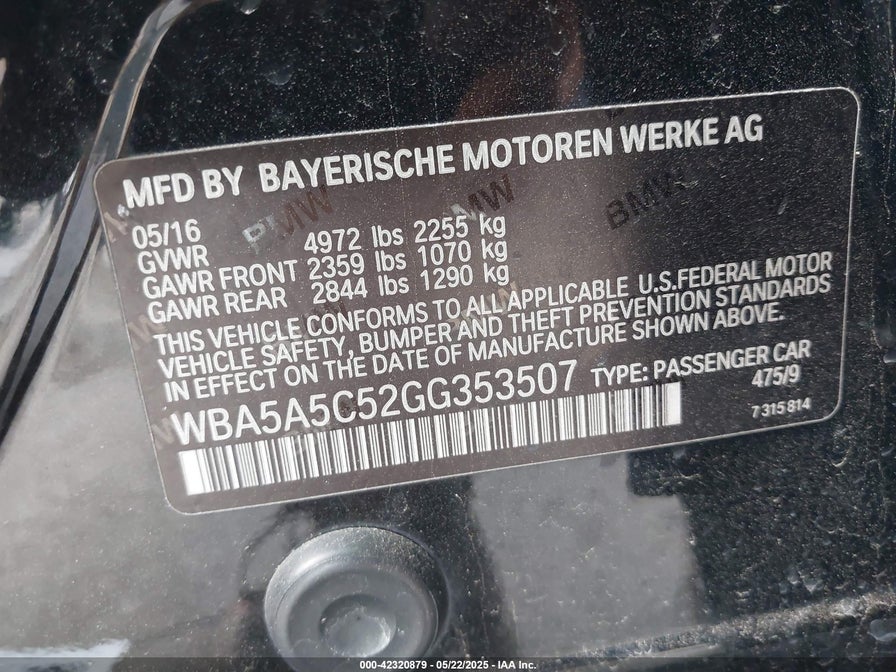 MFD BY BAYERISCHE MOTOREN WERKE AG
05/16
GVWR 4972 lbs 2255 kg
GAWR FRONT 2359 lbs 1070 kg
GAWR REAR 2844 lbs 1290 kg
THIS VEHICLE CONFORMS TO ALL APPLICABLE U.S.FEDERAL MOTOR
VEHICLE SAFETY, BUMPER AND THEFT PREVENTION STANDARDS
IN EFFECT ON THE DATE OF MANUFACTURE SHOWN ABOVE.
WBA5A5C52GG353507 TYPE: PASSENGER CAR
475/9
7 315 814
BMW
BMW
BMW
000-42320879 - 05/22/2025 - IAA Inc.